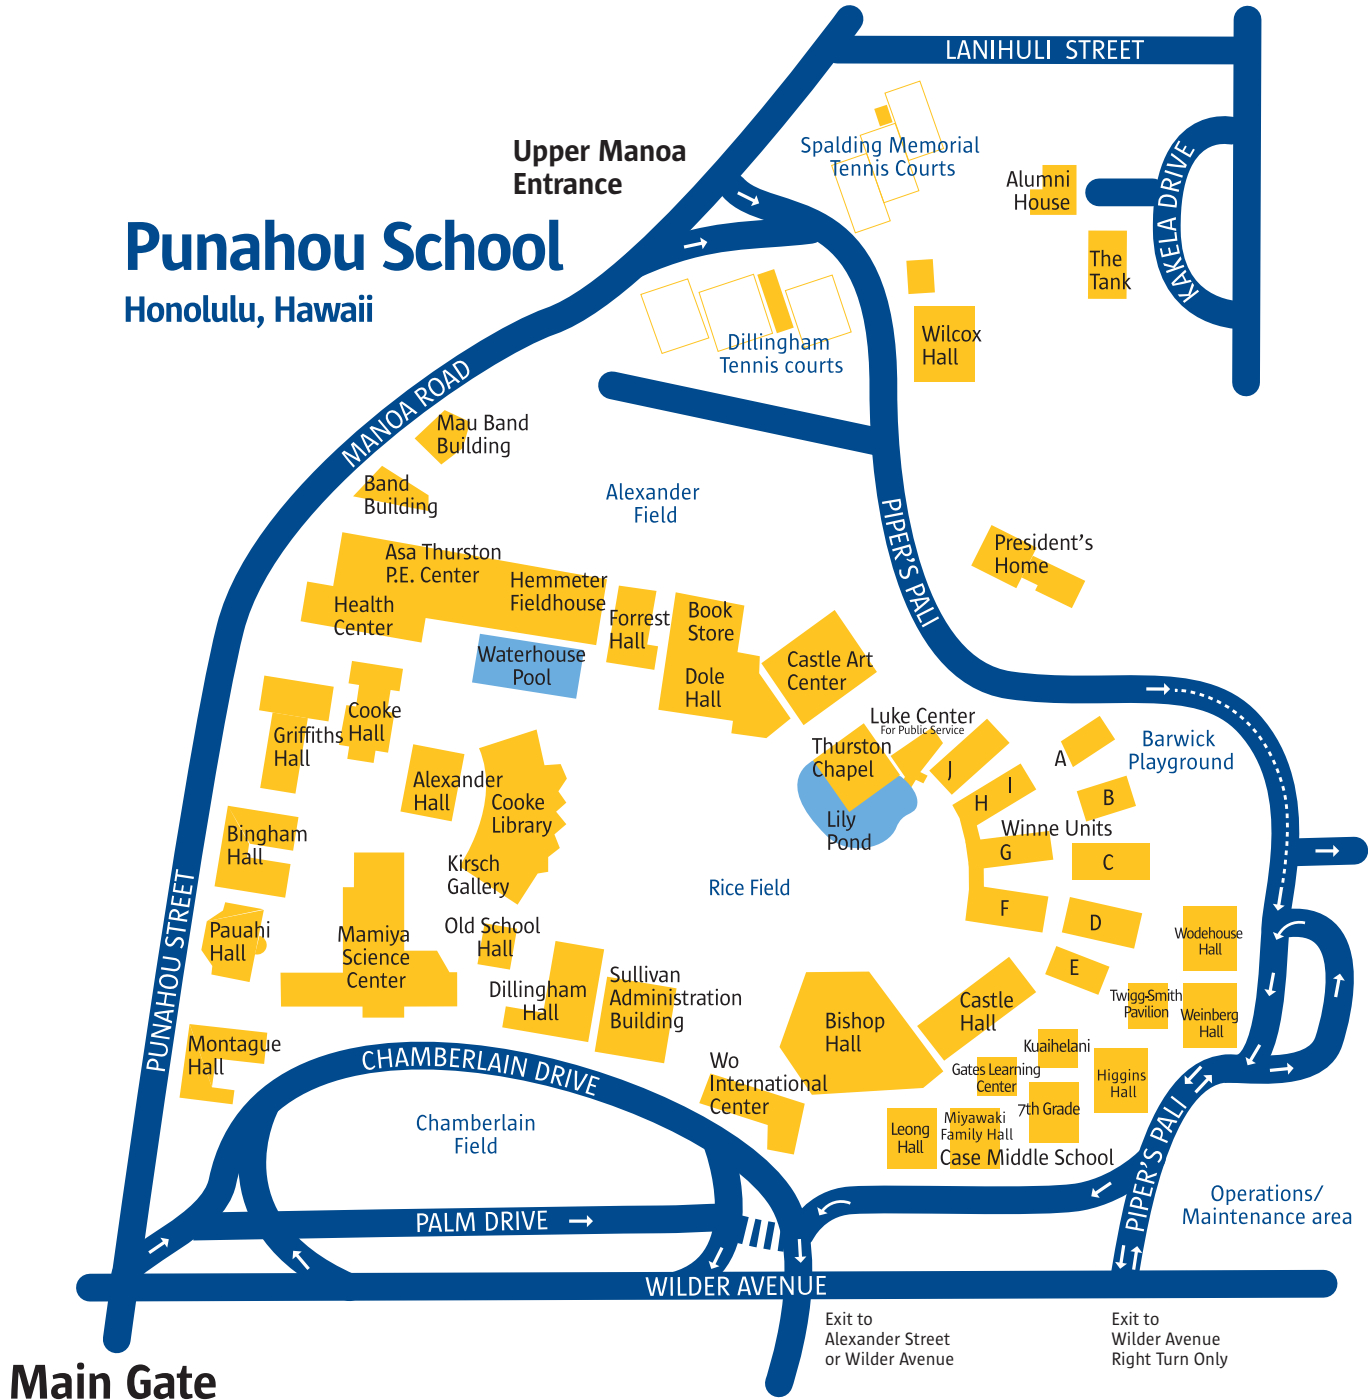 LANIHULI STREET
Upper Manoa
Entrance
Spalding Memorial
Tennis Courts
Alumni
House
KAKELA DRIVE
Punahou School
Honolulu, Hawaii
The
Tank
Dillingham
Tennis courts
Wilcox
Hall
MANOA ROAD
Mau Band
Building
Band
Building
Alexander
Field
PIPER'S PALI
President's
Home
Asa Thurston
P.E. Center
Hemmeter
Fieldhouse
Health
Center
Forrest
Hall
Book
Store
Dole
Hall
Waterhouse
Pool
Castle Art
Center
Cooke
Hall
Griffiths
Hall
Luke Center
For Public Service
Thurston
Chapel
Lily
Pond
J
I
H
A
Barwick
Playground
B
Winne Units
G
C
F
D
E
Alexander
Hall
Cooke
Library
Kirsch
Gallery
Bingham
Hall
Rice Field
PUNAHOU STREET
Pauahi
Hall
Mamiya
Science
Center
Old School
Hall
Dillingham
Hall
Sullivan
Administration
Building
Wodehouse
Hall
Twigg-Smith
Pavilion
Weinberg
Hall
Bishop
Hall
Castle
Hall
Montague
Hall
CHAMBERLAIN DRIVE
Wo
International
Center
Kuaihelani
Gates Learning
Center
Higgins
Hall
7th Grade
Leong
Hall
Miyawaki
Family Hall
Case Middle School
Chamberlain
Field
PIPER'S PALI
Operations/
Maintenance area
PALM DRIVE
WILDER AVENUE
Exit to
Alexander Street
or Wilder Avenue
Exit to
Wilder Avenue
Right Turn Only
Main Gate